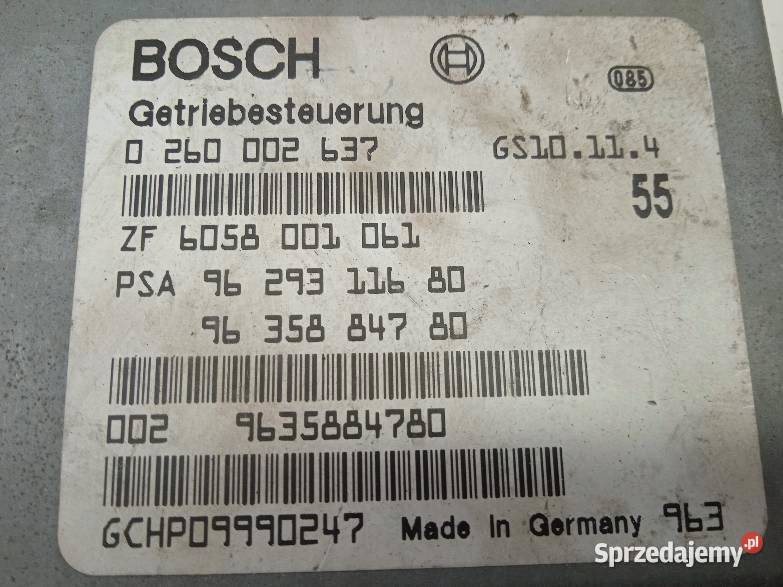 BOSCH
085
Getriebesteuerung
0 260 002 637 GS10.11.4
55
ZF 6058 001 061
PSA 96 293 116 80
96 358 847 80
002 9635884780
GCHP09990247 Made in Germany 963
Sprzedajemy.pl